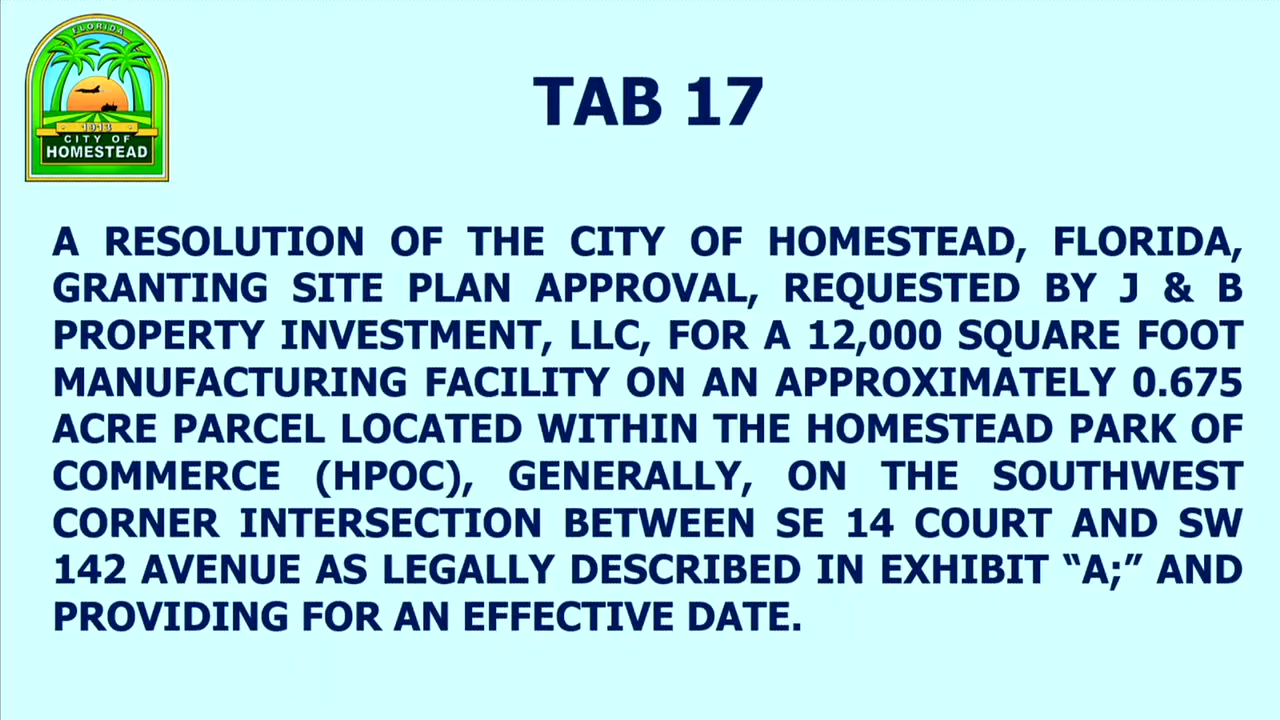 FLORIDA
1913
CITY OF
HOMESTEAD
TAB 17
A RESOLUTION OF THE CITY OF HOMESTEAD, FLORIDA,
GRANTING SITE PLAN APPROVAL, REQUESTED BY J & B
PROPERTY INVESTMENT, LLC, FOR A 12,000 SQUARE FOOT
MANUFACTURING FACILITY ON AN APPROXIMATELY 0.675
ACRE PARCEL LOCATED WITHIN THE HOMESTEAD PARK OF
COMMERCE (HPOC), GENERALLY, ON THE SOUTHWEST
CORNER INTERSECTION BETWEEN SE 14 COURT AND SW
142 AVENUE AS LEGALLY DESCRIBED IN EXHIBIT “A;” AND
PROVIDING FOR AN EFFECTIVE DATE.